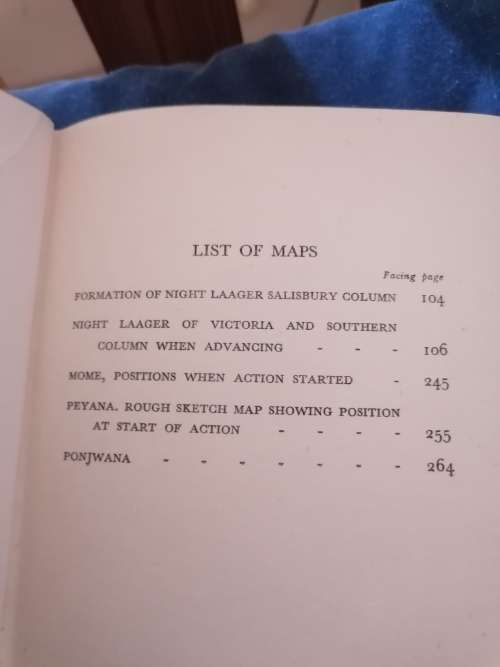 LIST OF MAPS
Facing page
FORMATION OF NIGHT LAAGER SALISBURY COLUMN 104
NIGHT LAAGER OF VICTORIA AND SOUTHERN
COLUMN WHEN ADVANCING - - - 106
MOME, POSITIONS WHEN ACTION STARTED - 245
PEYANA. ROUGH SKETCH MAP SHOWING POSITION
AT START OF ACTION - - - - 255
PONJWANA - - - - - - - 264